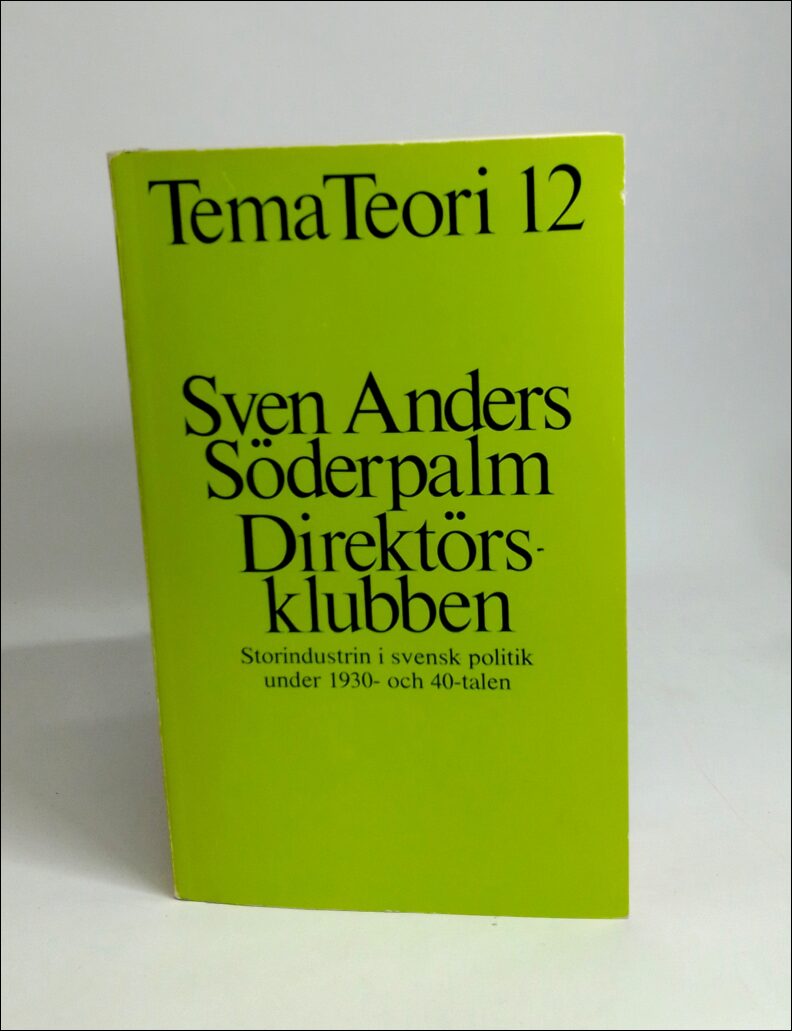 TemaTeori 12
Sven Anders
Söderpalm
Direktörs-
klubben
Storindustrin i svensk politik
under 1930- och 40-talen